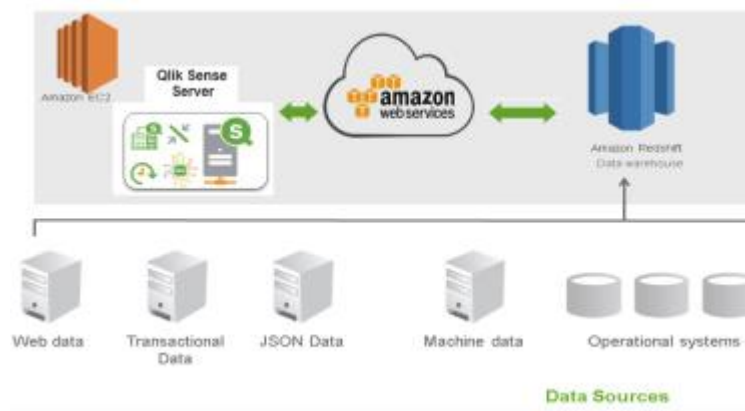 Amazon EC2
Qlik Sense
Server
S
amazon
web services
Amazon Redshift
Data warehouse
Web data
Transactional
Data
JSON Data
Machine data
Operational systems
Data Sources